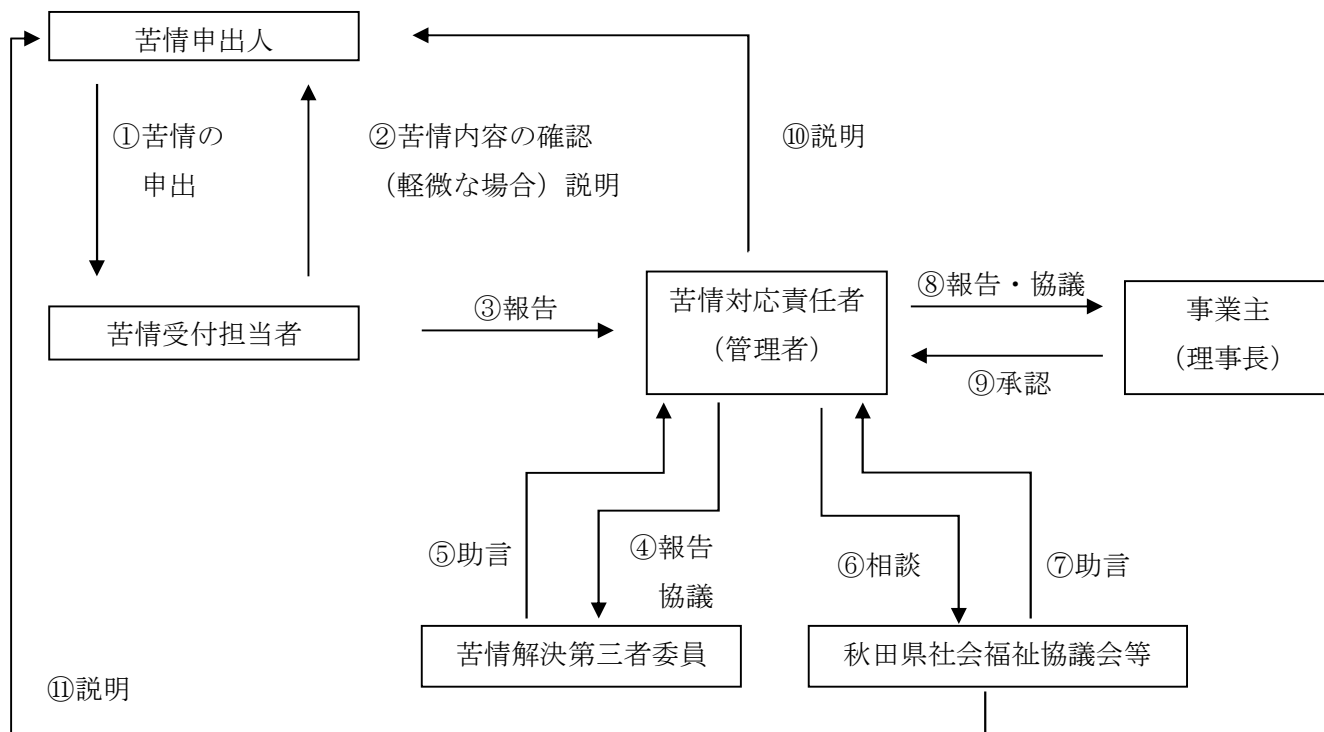 苦情申出人
①苦情の
申出
②苦情内容の確認
（軽微な場合）説明
⑩説明
苦情受付担当者
③報告
苦情対応責任者
（管理者）
⑧報告・協議
⑨承認
事業主
（理事長）
⑤助言
④報告
協議
⑥相談
⑦助言
苦情解決第三者委員
秋田県社会福祉協議会等
⑪説明